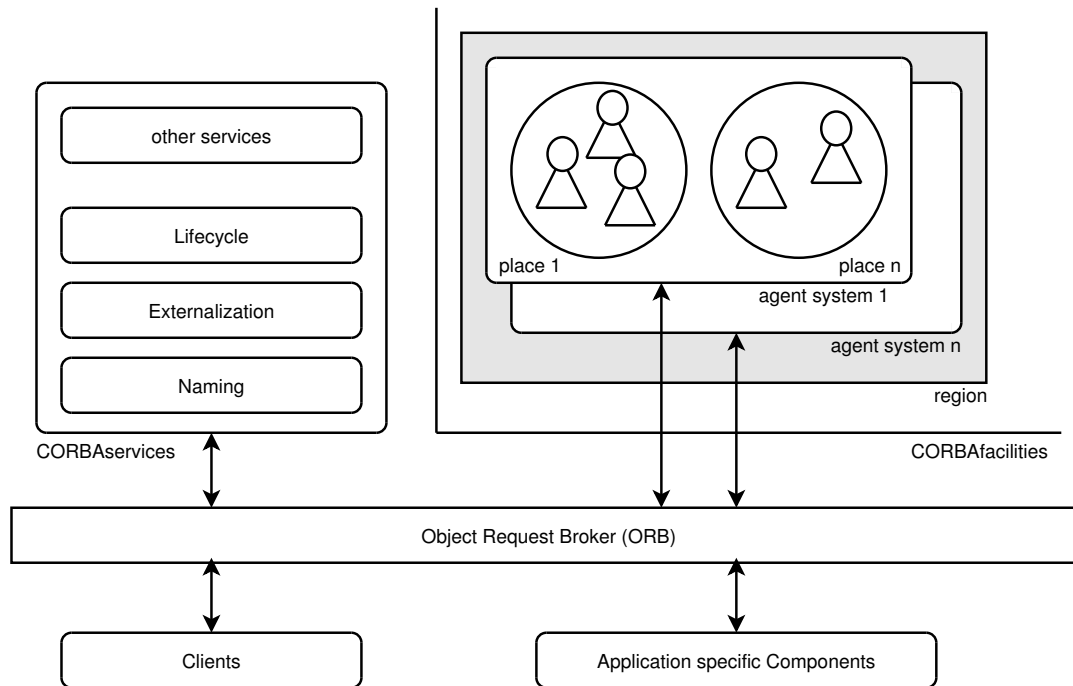 other services
Lifecycle
Externalization
Naming
CORBAservices
place 1
place n
agent system 1
agent system n
region
CORBAfacilities
Object Request Broker (ORB)
Clients
Application specific Components